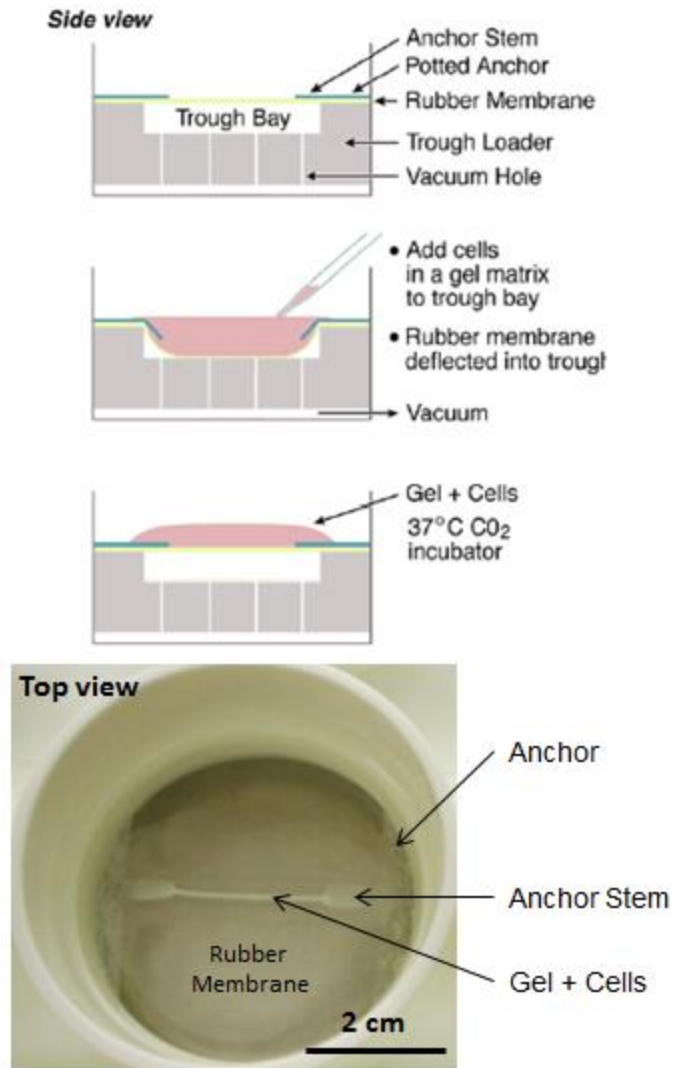 Side view
Anchor Stem
Potted Anchor
Rubber Membrane
Trough Bay
Trough Loader
Vacuum Hole
• Add cells
in a gel matrix
to trough bay
• Rubber membrane
deflected into trough
Vacuum
Gel + Cells
37°C CO2
incubator
Top view
Anchor
Anchor Stem
Rubber
Membrane
Gel + Cells
2 cm